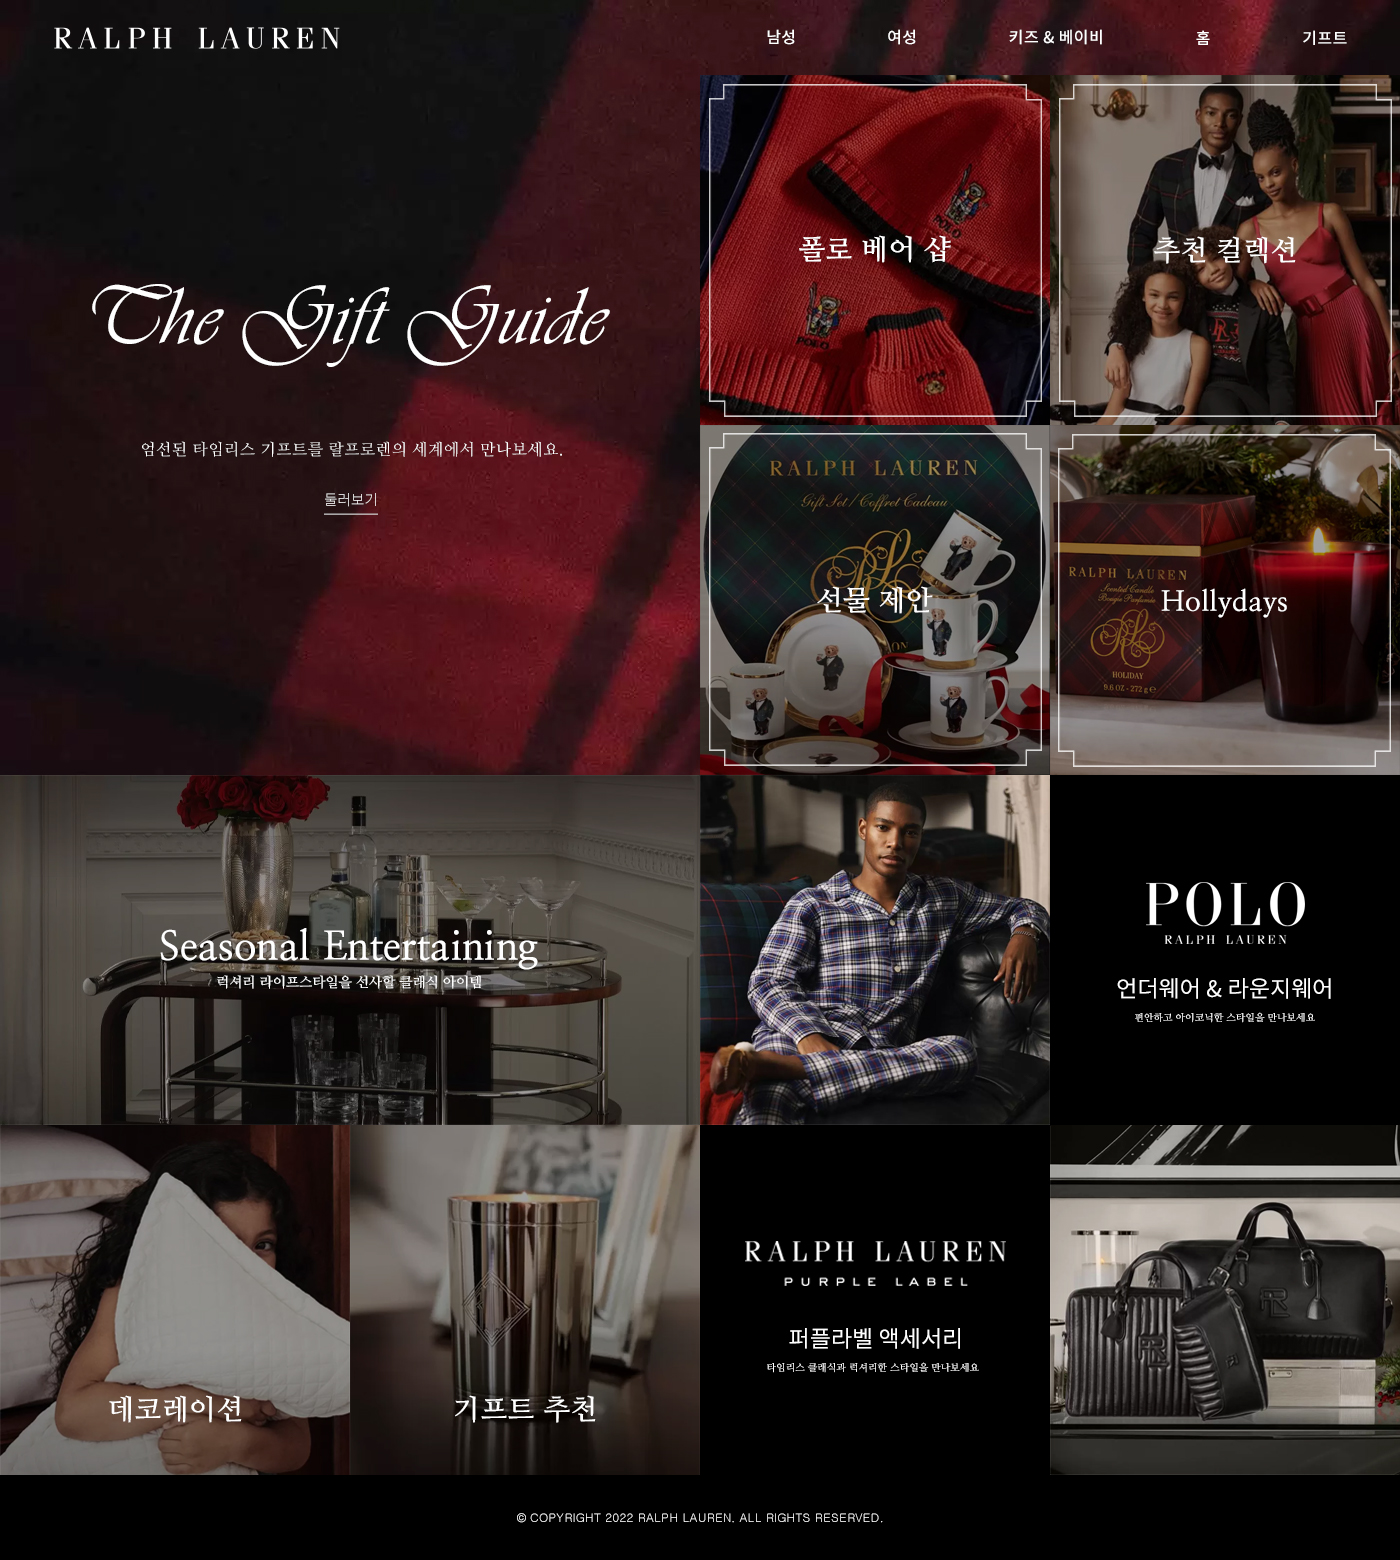 RALPH LAUREN
남성 여성 키즈 & 베이비 홈 기프트
The Gift Guide
엄선된 타임리스 기프트를 랄프로렌의 세계에서 만나보세요.
둘러보기
POLO
폴로 베어 샵
POLO
추천 컬렉션
RL
RALPH LAUREN
Gift Set / Coffret Cadeau
선물 제안
RALPH LAUREN
Scented Candle
Bougie Parfumée
Hollydays
HOLIDAY
9.6 OZ - 272 g e
Seasonal Entertaining
럭셔리 라이프스타일을 선사할 클래식 아이템
POLO
RALPH LAUREN
언더웨어 & 라운지웨어
편안하고 아이코닉한 스타일을 만나보세요
데코레이션
기프트 추천
RALPH LAUREN
PURPLE LABEL
퍼플라벨 액세서리
타임리스 클래식과 럭셔리한 스타일을 만나보세요
RL
© COPYRIGHT 2022 RALPH LAUREN. ALL RIGHTS RESERVED.